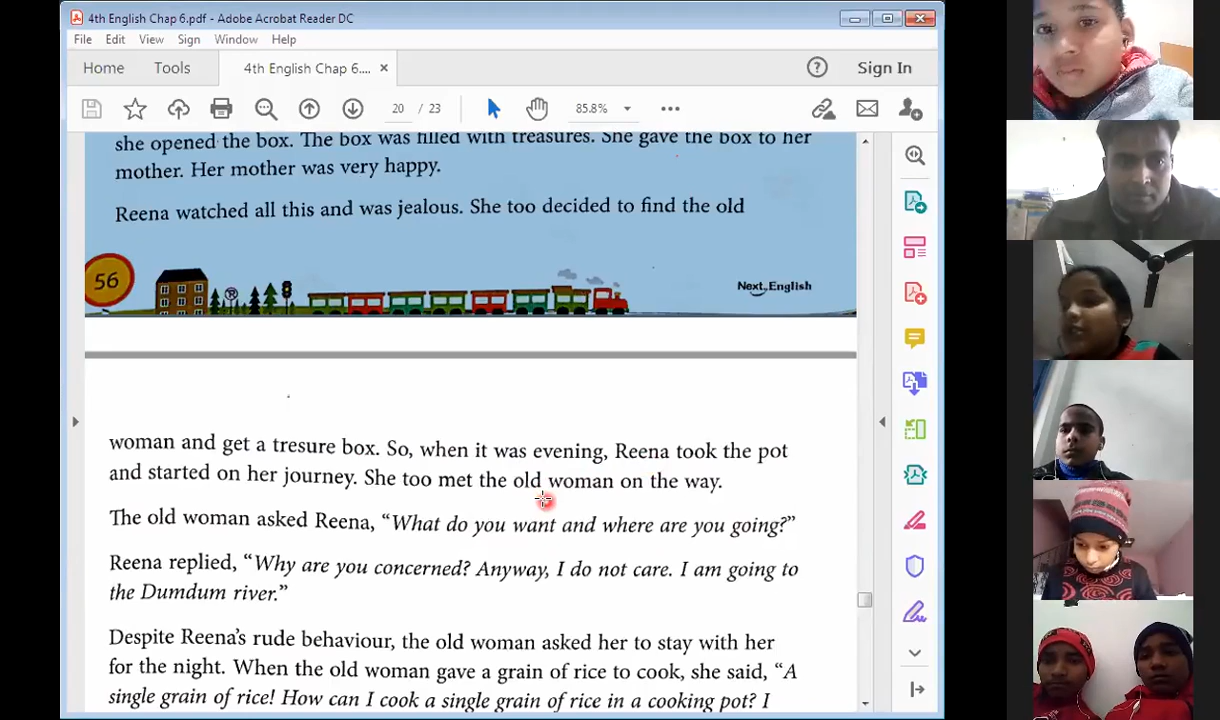 4th English Chap 6.pdf - Adobe Acrobat Reader DC
File Edit View Sign Window Help
Home Tools 4th English Chap 6.... × Sign In
20 / 23 85.8%
she opened the box. The box was filled with treasures. She gave the box to her
mother. Her mother was very happy.
Reena watched all this and was jealous. She too decided to find the old
56
Next English
woman and get a tresure box. So, when it was evening, Reena took the pot
and started on her journey. She too met the old woman on the way.
The old woman asked Reena, “What do you want and where are you going?”
Reena replied, “Why are you concerned? Anyway, I do not care. I am going to
the Dumdum river.”
Despite Reena’s rude behaviour, the old woman asked her to stay with her
for the night. When the old woman gave a grain of rice to cook, she said, “A
single grain of rice! How can I cook a single grain of rice in a cooking pot? I